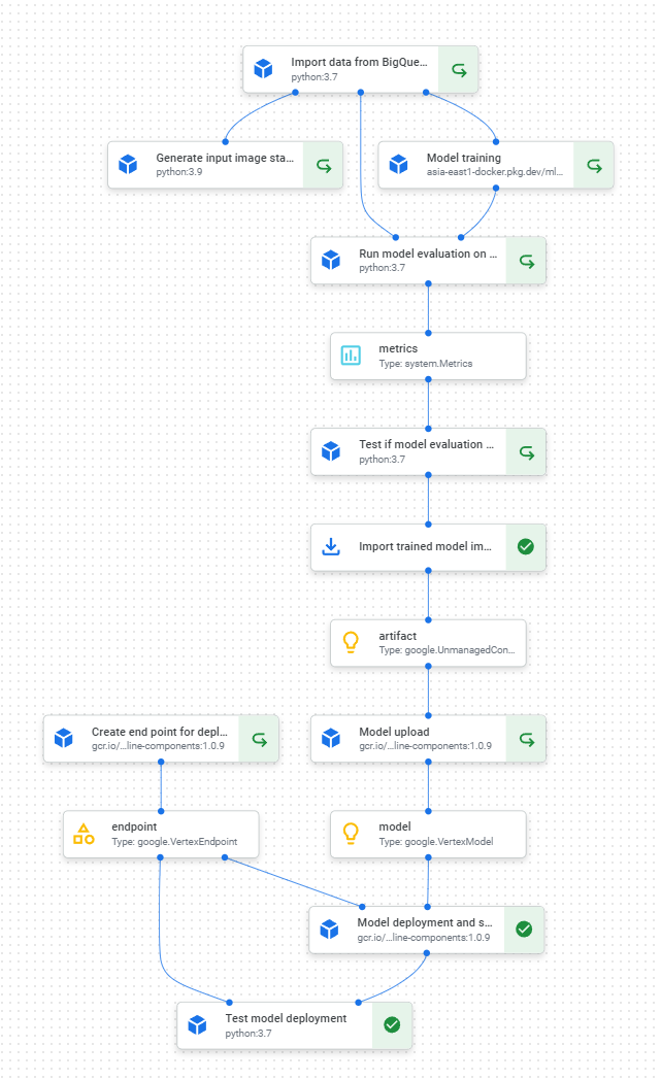 Import data from BigQue...
python:3.7
Generate input image sta...
python:3.9
Model training
asia-east1-docker.pkg.dev/ml...
Run model evaluation on ...
python:3.7
metrics
Type: system.Metrics
Test if model evaluation ...
python:3.7
Import trained model im...
artifact
Type: google.UnmanagedCon...
Create end point for depl...
gcr.io/...line-components:1.0.9
Model upload
gcr.io/...line-components:1.0.9
endpoint
Type: google.VertexEndpoint
model
Type: google.VertexModel
Model deployment and s...
gcr.io/...line-components:1.0.9
Test model deployment
python:3.7